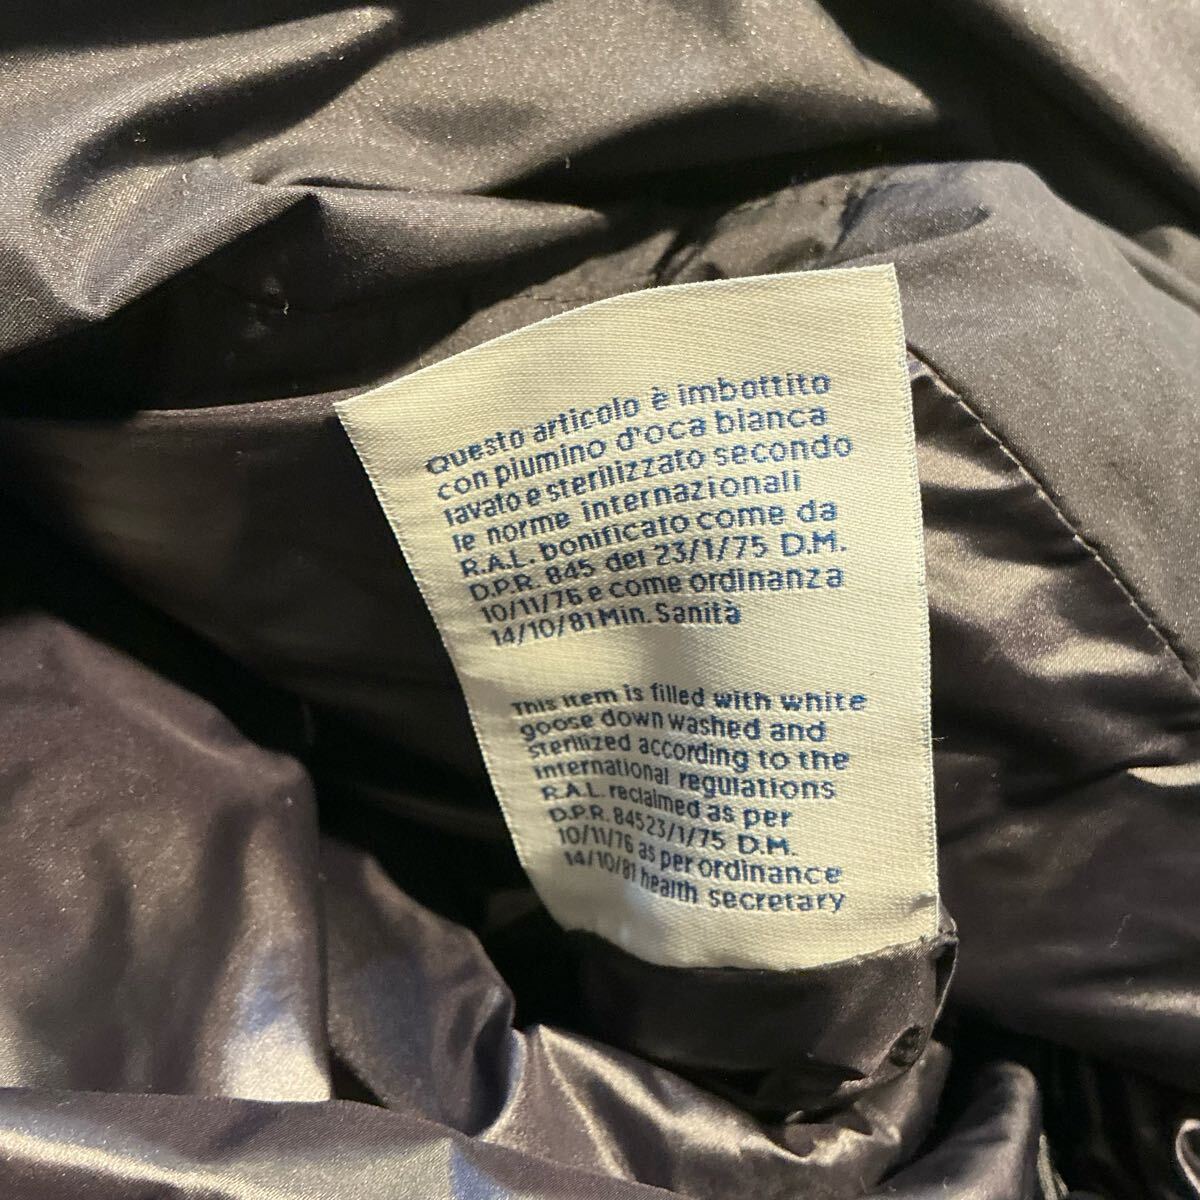 Questo articolo è imbottito
con piumino d'oca bianca
lavato e sterilizzato secondo
le norme internazionali
R.A.L. bonificato come da
D.P.R. 845 del 23/1/75 D.M.
10/11/76 e come ordinanza
14/10/81 Min. Sanità
This item is filled with white
goose down washed and
sterilized according to the
international regulations
R.A.L. reclaimed as per
D.P.R. 84523/1/75 D.M.
10/11/76 as per ordinance
14/10/81 health secretary